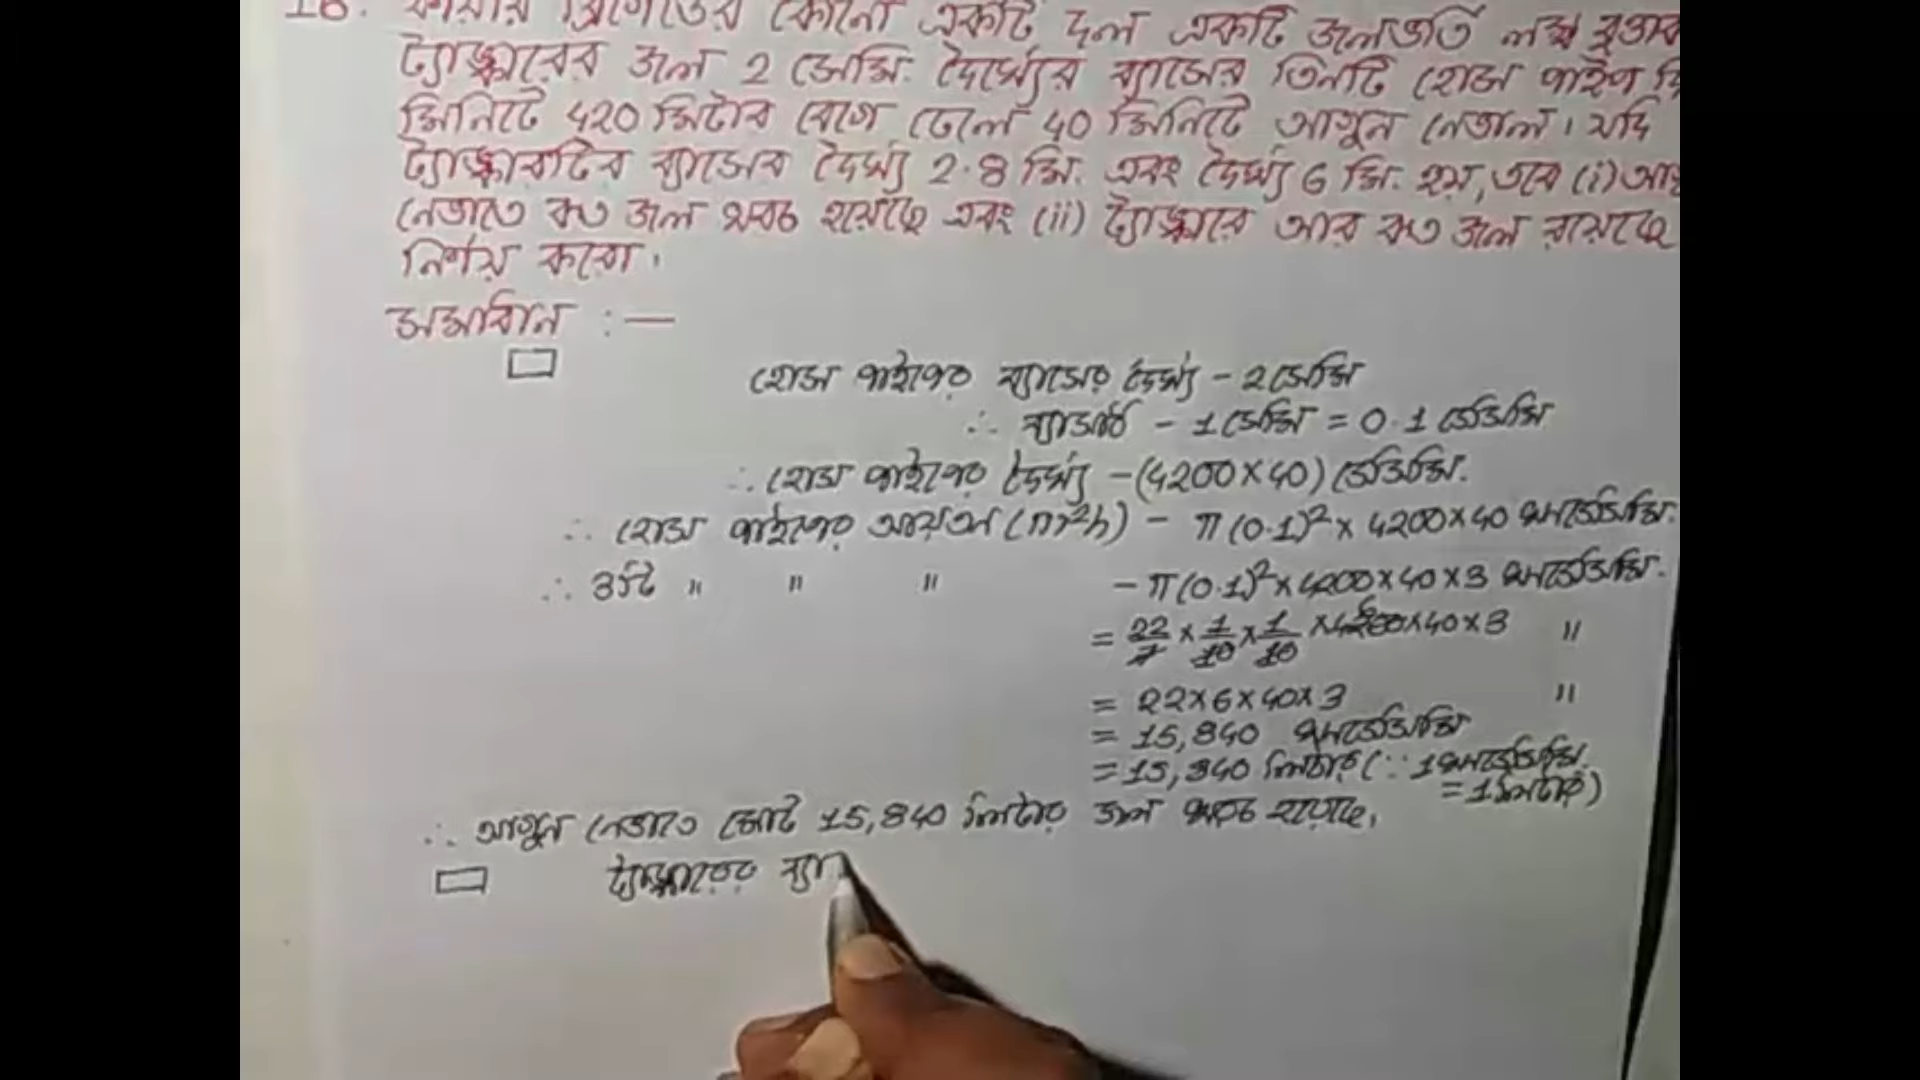 18. ফায়ার ব্রিগেডের কোনো একটি দল একটি জলভর্তি লম্ব বৃত্তাকা
ট্যাঙ্কারের জল 2 সেমি. দৈর্ঘ্যের ব্যাসের তিনটি হোস পাইপ দি
মিনিটে 420 মিটার বেগে ঢেলে 40 মিনিটে আগুন নেভাল। যদি
ট্যাঙ্কারটির ব্যাসের দৈর্ঘ্য 2.8 মি. এবং দৈর্ঘ্য 6 মি. হয়, তবে (i) আগু
নেভাতে কত জল খরচ হয়েছে এবং (ii) ট্যাঙ্কারে আর কত জল রয়েছে
নির্ণয় করো।
সমাধান :—
হোস পাইপের ব্যাসের দৈর্ঘ্য - 2 সেমি
∴ ব্যাসার্ধ - 1 সেমি = 0.1 ডেসিমি
∴ হোস পাইপের দৈর্ঘ্য - (4200×40) ডেসিমি.
∴ হোস পাইপের আয়তন (πr²h) - π(0.1)²×4200×40 ঘনডেসিমি.
∴ 3টি " " " - π(0.1)²×4200×40×3 ঘনডেসিমি.
= 22/7 × 1/10 × 1/10 ×4200×40×3 "
= 22×6×40×3 "
= 15,840 ঘনডেসিমি
= 15,840 লিটার (∵ 1 ঘনডেসিমি.
= 1 লিটার)
∴ আগুন নেভাতে মোট 15,840 লিটার জল খরচ হয়েছে।
ট্যাঙ্কারের ব্যা